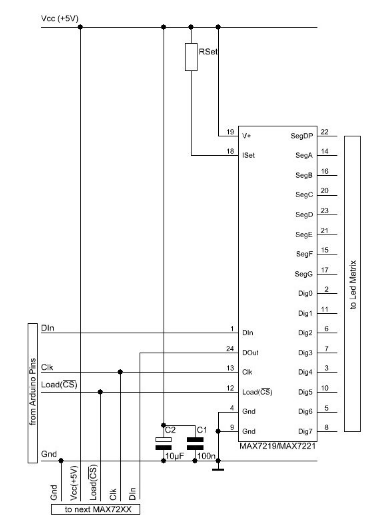 Vcc (+5V)
RSet
19 V+ SegDP 22
18 ISet SegA 14
SegB 16
SegC 20
SegD 23
SegE 21
SegF 15
SegG 17
Dig0 2
Dig1 11
DIn 1 DIn Dig2 6
24 DOut Dig3 7
Clk 13 Clk Dig4 3
Load(CS) 12 Load(CS) Dig5 10
4 Gnd Dig6 5
C2 C1
Gnd 9 Gnd Dig7 8
10µF 100n MAX7219/MAX7221
from Arduino Pins
to Led Matrix
Gnd
Vcc(+5V)
Load(CS)
Clk
DIn
to next MAX72XX